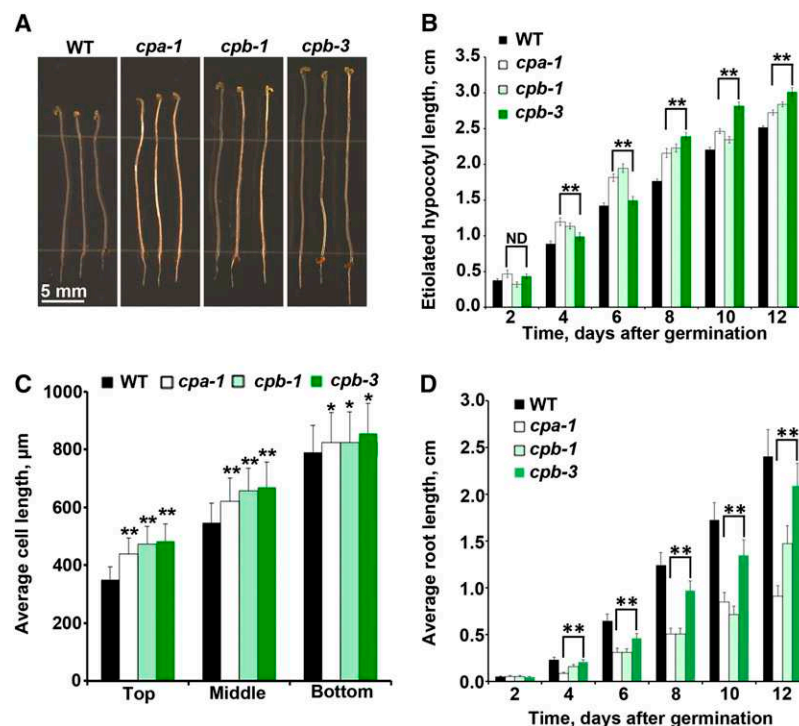 A
WT cpa-1 cpb-1 cpb-3
5 mm
B
WT
cpa-1
cpb-1
cpb-3
Etiolated hypocotyl length, cm
3.5
3.0
2.5
2.0
1.5
1.0
0.5
0.0
ND ** ** ** ** **
2 4 6 8 10 12
Time, days after germination
C
WT cpa-1 cpb-1 cpb-3
Average cell length, µm
1000
800
600
400
200
0
** ** ** ** ** ** * * *
Top Middle Bottom
D
WT
cpa-1
cpb-1
cpb-3
Average root length, cm
3.0
2.5
2.0
1.5
1.0
0.5
0.0
** ** ** ** **
2 4 6 8 10 12
Time, days after germination